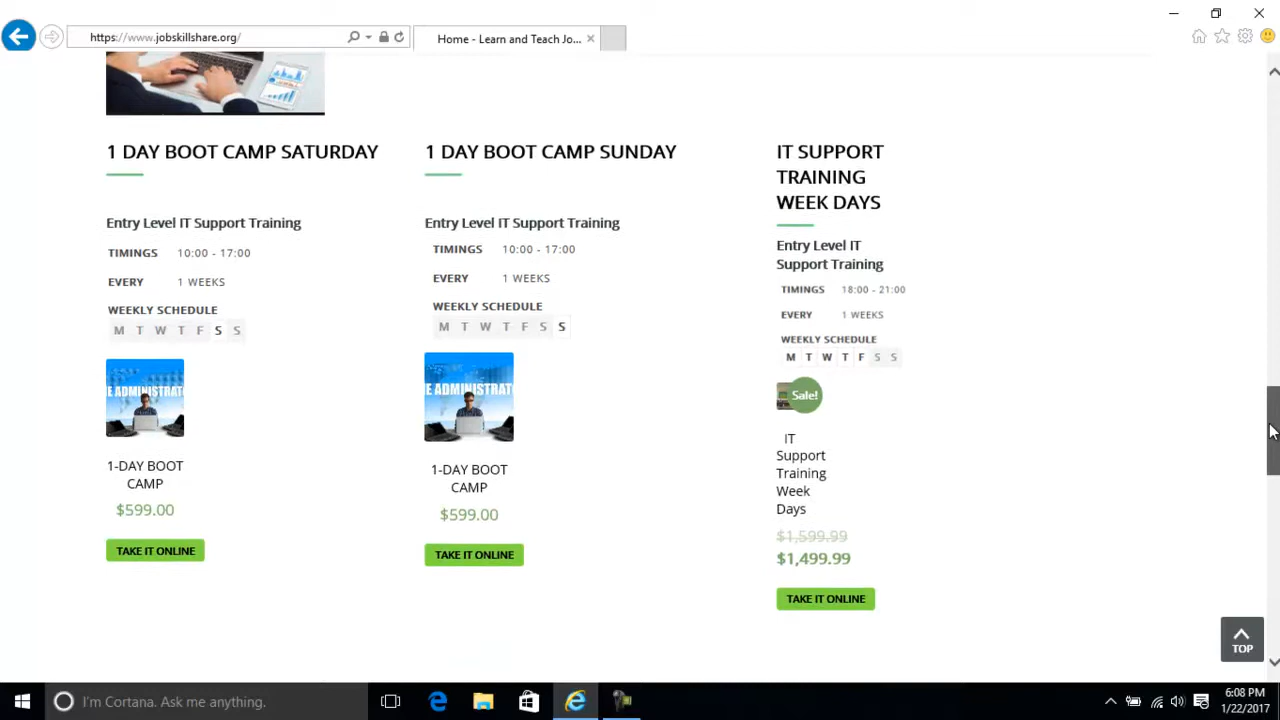 https://www.jobskillshare.org/
Home - Learn and Teach Jo...
1 DAY BOOT CAMP SATURDAY
Entry Level IT Support Training
TIMINGS 10:00 - 17:00
EVERY 1 WEEKS
WEEKLY SCHEDULE
M T W T F S S
E ADMINISTRAT
1-DAY BOOT
CAMP
$599.00
TAKE IT ONLINE
1 DAY BOOT CAMP SUNDAY
Entry Level IT Support Training
TIMINGS 10:00 - 17:00
EVERY 1 WEEKS
WEEKLY SCHEDULE
M T W T F S S
E ADMINISTRAT
1-DAY BOOT
CAMP
$599.00
TAKE IT ONLINE
IT SUPPORT
TRAINING
WEEK DAYS
Entry Level IT
Support Training
TIMINGS 18:00 - 21:00
EVERY 1 WEEKS
WEEKLY SCHEDULE
M T W T F S S
Sale!
IT
Support
Training
Week
Days
$1,599.99
$1,499.99
TAKE IT ONLINE
TOP
I'm Cortana. Ask me anything.
6:08 PM
1/22/2017